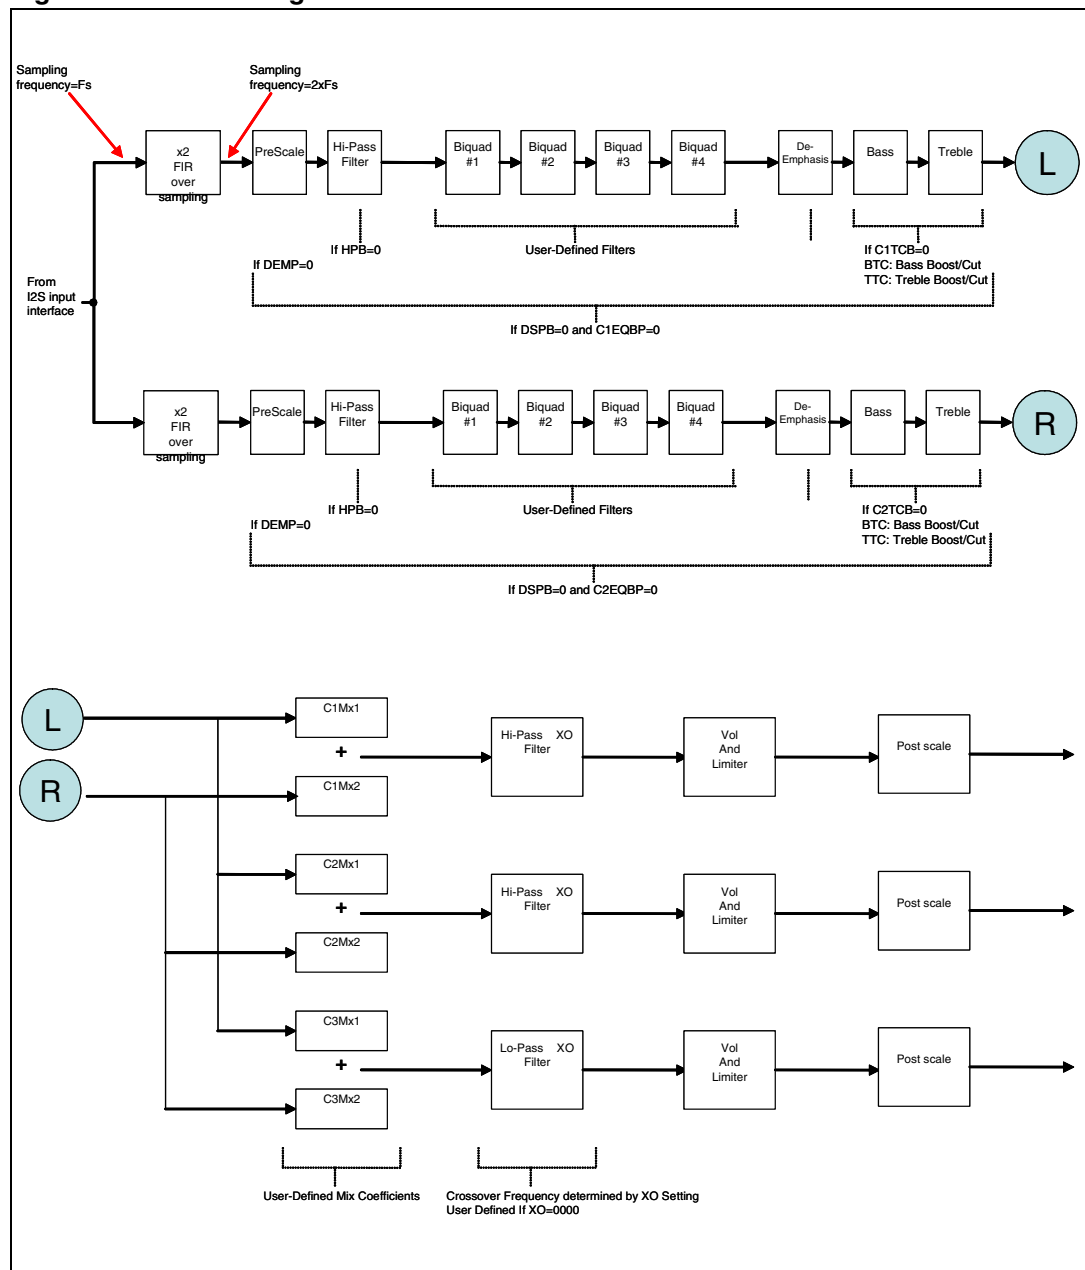 Sampling
frequency=Fs
Sampling
frequency=2xFs
x2
FIR
over
sampling
PreScale
Hi-Pass
Filter
Biquad
#1
Biquad
#2
Biquad
#3
Biquad
#4
De-
Emphasis
Bass
Treble
L
If HPB=0
User-Defined Filters
If C1TCB=0
BTC: Bass Boost/Cut
TTC: Treble Boost/Cut
If DEMP=0
From
I2S input
interface
If DSPB=0 and C1EQBP=0
x2
FIR
over
sampling
PreScale
Hi-Pass
Filter
Biquad
#1
Biquad
#2
Biquad
#3
Biquad
#4
De-
Emphasis
Bass
Treble
R
If HPB=0
User-Defined Filters
If C2TCB=0
BTC: Bass Boost/Cut
TTC: Treble Boost/Cut
If DEMP=0
If DSPB=0 and C2EQBP=0
L
R
C1Mx1
+
C1Mx2
Hi-Pass XO
Filter
Vol
And
Limiter
Post scale
C2Mx1
+
C2Mx2
Hi-Pass XO
Filter
Vol
And
Limiter
Post scale
C3Mx1
+
C3Mx2
Lo-Pass XO
Filter
Vol
And
Limiter
Post scale
User-Defined Mix Coefficients
Crossover Frequency determined by XO Setting
User Defined If XO=0000